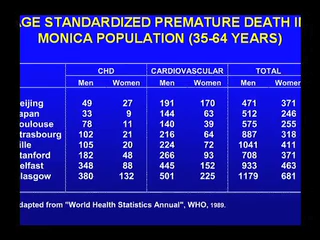 AGE STANDARDIZED PREMATURE DEATH I
MONICA POPULATION (35-64 YEARS)
CHD CARDIOVASCULAR TOTAL
Men Women Men Women Men Women
eijing 49 27 191 170 471 371
apan 33 9 144 63 512 246
oulouse 78 11 140 39 575 255
trasbourg 102 21 216 64 887 318
ille 105 20 224 72 1041 411
tanford 182 48 266 93 708 371
elfast 348 88 445 152 933 463
lasgow 380 132 501 225 1179 681
dapted from "World Health Statistics Annual", WHO, 1989.